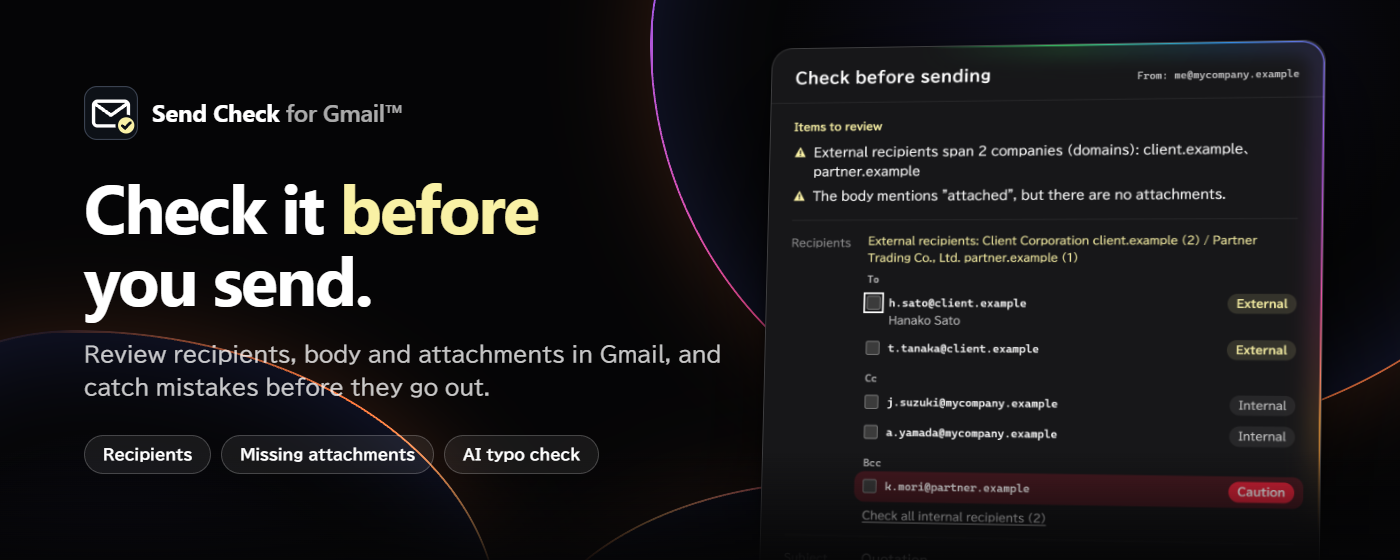 Send Check for Gmail™
Check it before
you send.
Review recipients, body and attachments in Gmail, and
catch mistakes before they go out.
Recipients
Missing attachments
AI typo check
Check before sending
From: me@mycompany.example
Items to review
External recipients span 2 companies (domains): client.example、
partner.example
The body mentions "attached", but there are no attachments.
Recipients
External recipients: Client Corporation client.example (2) / Partner
Trading Co., Ltd. partner.example (1)
To
h.sato@client.example
External
Hanako Sato
t.tanaka@client.example
External
Cc
j.suzuki@mycompany.example
Internal
a.yamada@mycompany.example
Internal
Bcc
k.mori@partner.example
Caution
Check all internal recipients (2)
Subject
Quotation